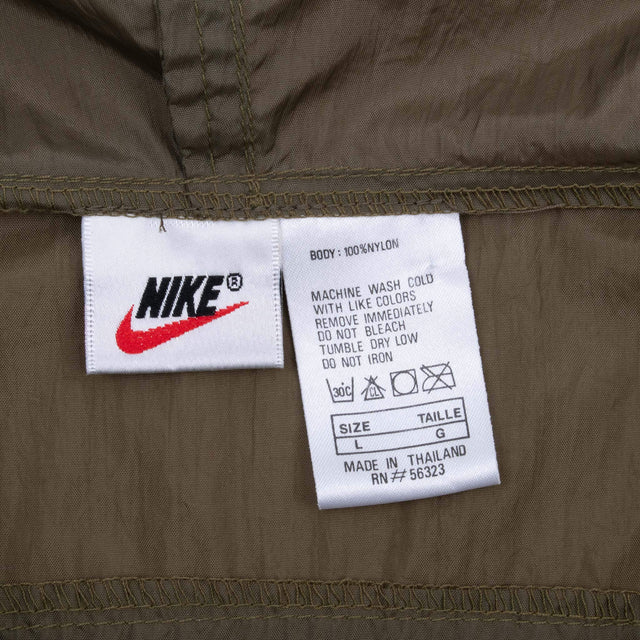 NIKE®
BODY: 100%NYLON
MACHINE WASH COLD
WITH LIKE COLORS
REMOVE IMMEDIATELY
DO NOT BLEACH
TUMBLE DRY LOW
DO NOT IRON
30°C CL
SIZE TAILLE
L G
MADE IN THAILAND
RN# 56323